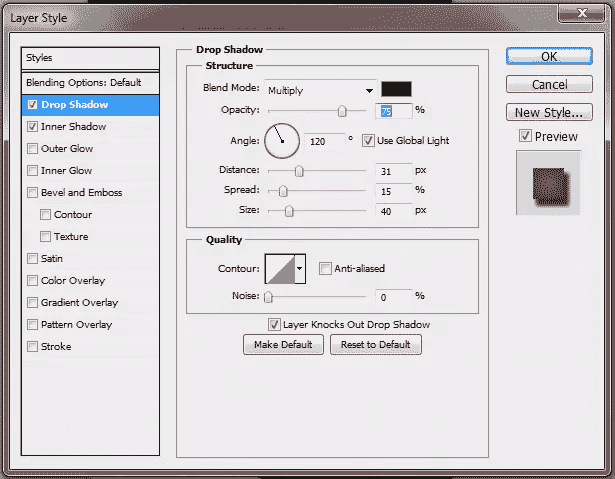 Layer Style
Styles
Blending Options: Default
Drop Shadow
Inner Shadow
Outer Glow
Inner Glow
Bevel and Emboss
Contour
Texture
Satin
Color Overlay
Gradient Overlay
Pattern Overlay
Stroke
Drop Shadow
Structure
Blend Mode: Multiply
Opacity: 75 %
Angle: 120 ° Use Global Light
Distance: 31 px
Spread: 15 %
Size: 40 px
Quality
Contour: Anti-aliased
Noise: 0 %
Layer Knocks Out Drop Shadow
Make Default Reset to Default
OK
Cancel
New Style...
Preview